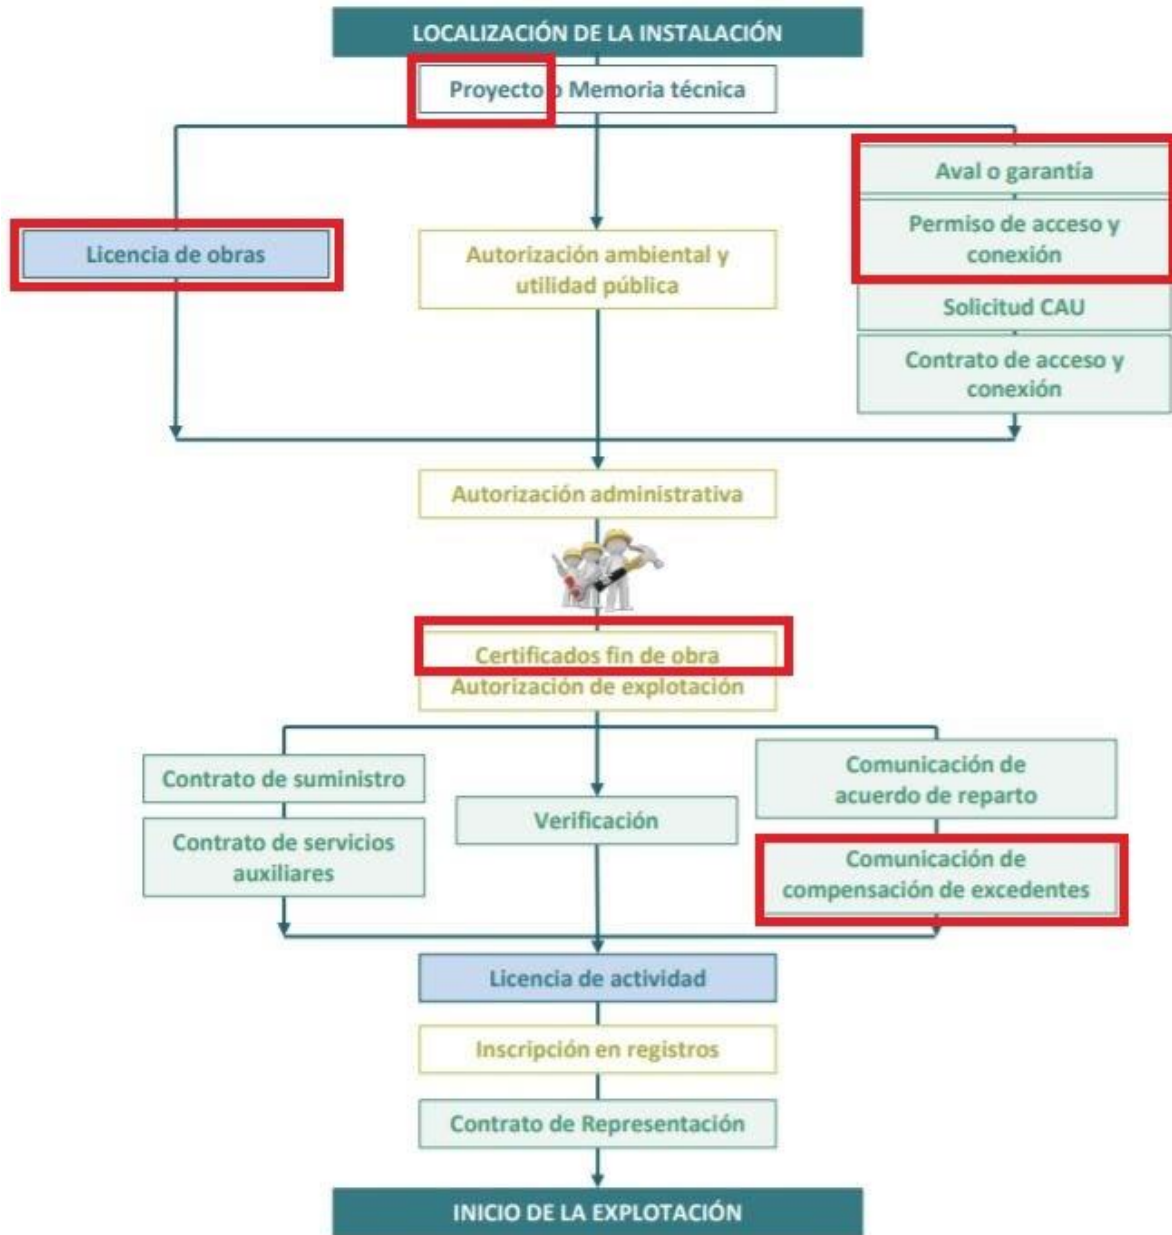 LOCALIZACIÓN DE LA INSTALACIÓN
Proyecto o Memoria técnica
Aval o garantía
Permiso de acceso y
conexión
Licencia de obras
Autorización ambiental y
utilidad pública
Solicitud CAU
Contrato de acceso y
conexión
Autorización administrativa
Certificados fin de obra
Autorización de explotación
Contrato de suministro
Contrato de servicios
auxiliares
Verificación
Comunicación de
acuerdo de reparto
Comunicación de
compensación de excedentes
Licencia de actividad
Inscripción en registros
Contrato de Representación
INICIO DE LA EXPLOTACIÓN